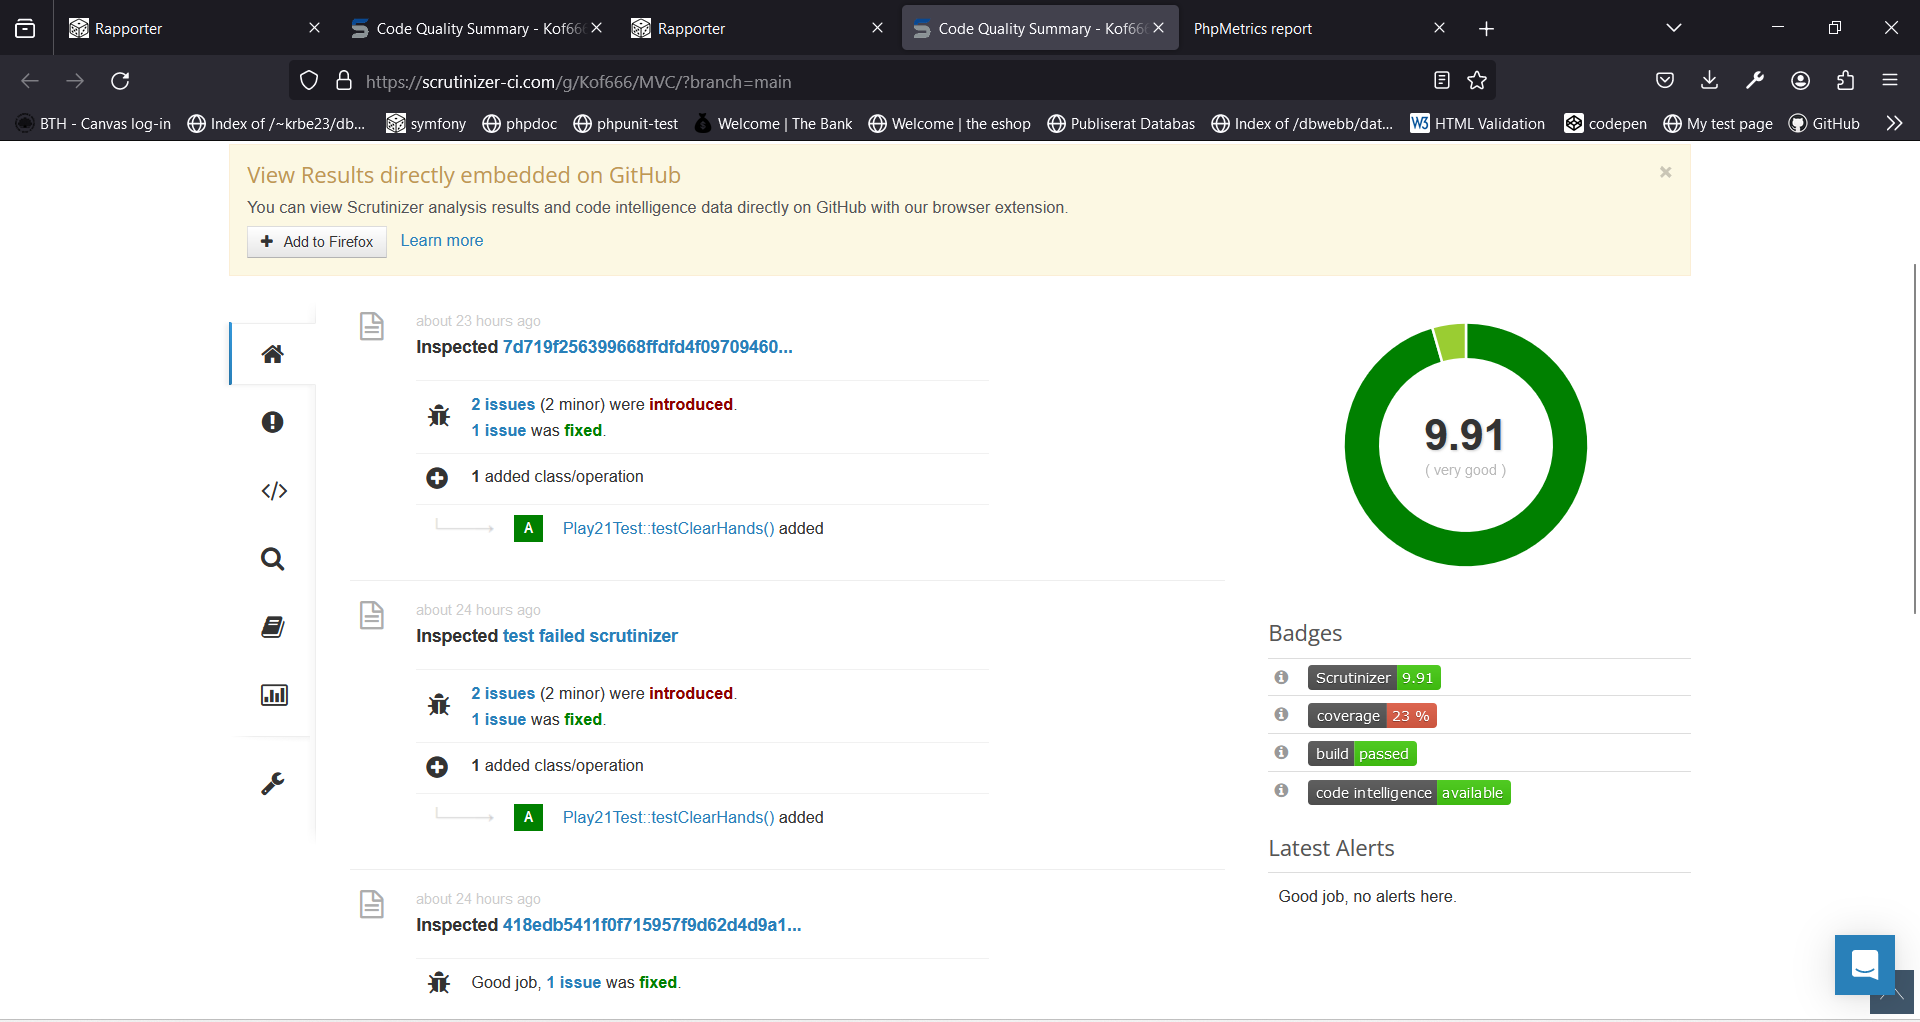 Rapporter
Code Quality Summary - Kof66
Rapporter
Code Quality Summary - Kof66
PhpMetrics report
https://scrutinizer-ci.com/g/Kof666/MVC/?branch=main
BTH - Canvas log-in
Index of /~krbe23/db...
symfony
phpdoc
phpunit-test
Welcome | The Bank
Welcome | the eshop
Publiserat Databas
Index of /dbwebb/dat...
HTML Validation
codepen
My test page
GitHub
View Results directly embedded on GitHub
You can view Scrutinizer analysis results and code intelligence data directly on GitHub with our browser extension.
Add to Firefox
Learn more
about 23 hours ago
Inspected 7d719f256399668ffdfd4f09709460...
2 issues (2 minor) were introduced.
1 issue was fixed.
1 added class/operation
A Play21Test::testClearHands() added
about 24 hours ago
Inspected test failed scrutinizer
2 issues (2 minor) were introduced.
1 issue was fixed.
1 added class/operation
A Play21Test::testClearHands() added
about 24 hours ago
Inspected 418edb5411f0f715957f9d62d4d9a1...
Good job, 1 issue was fixed.
9.91
( very good )
Badges
Scrutinizer 9.91
coverage 23 %
build passed
code intelligence available
Latest Alerts
Good job, no alerts here.